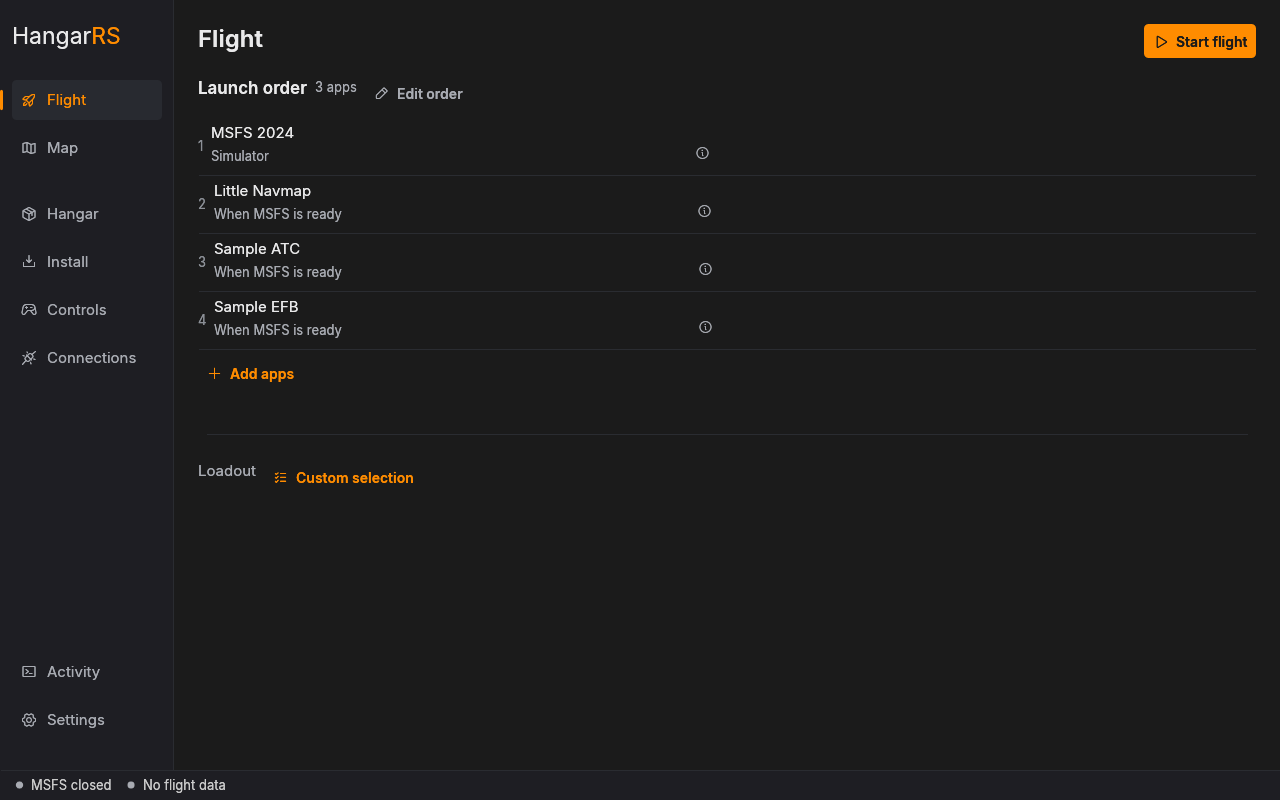 HangarRS
Flight
Map
Hangar
Install
Controls
Connections
Activity
Settings
Flight
Start flight
Launch order 3 apps Edit order
1 MSFS 2024
Simulator
2 Little Navmap
When MSFS is ready
3 Sample ATC
When MSFS is ready
4 Sample EFB
When MSFS is ready
Add apps
Loadout Custom selection
MSFS closed No flight data